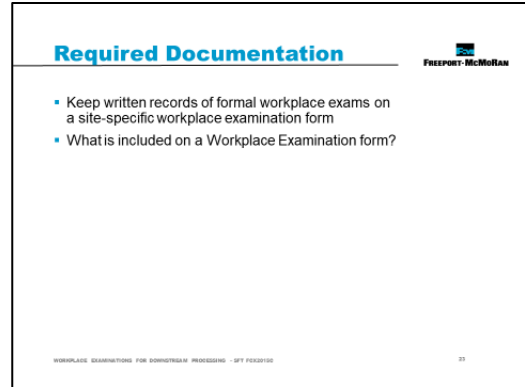 Required Documentation
FREEPORT-MCMORAN
Keep written records of formal workplace exams on
a site-specific workplace examination form
What is included on a Workplace Examination form?
WORKPLACE EXAMINATIONS FOR DOWNSTREAM PROCESSING - SFT
23